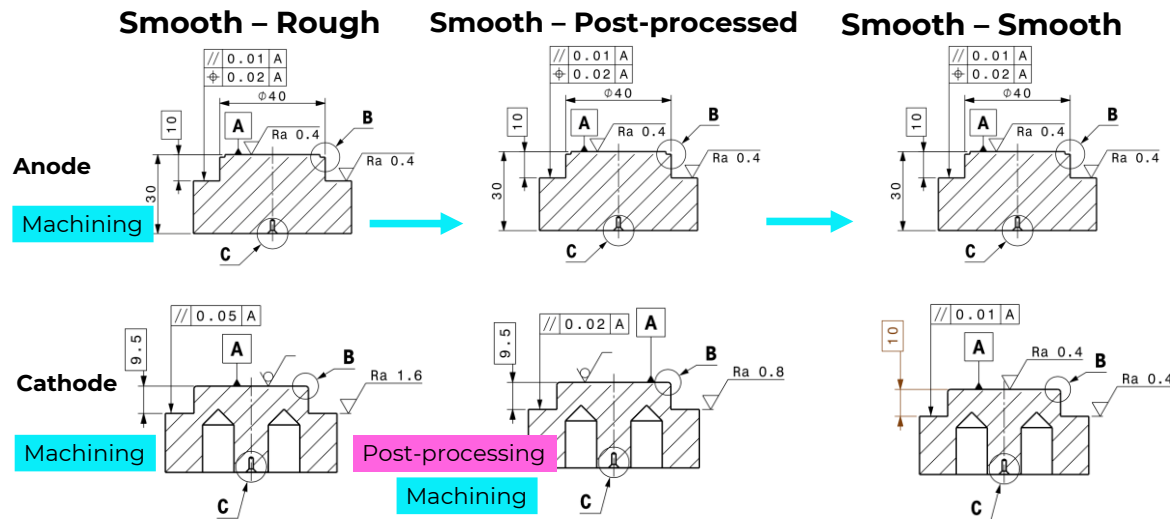 Smooth – Rough
Smooth – Post-processed
Smooth – Smooth
// 0.01 A
⌖ 0.02 A
⌀40
10
A
Ra 0.4
B
Ra 0.4
30
C
// 0.01 A
⌖ 0.02 A
⌀40
10
A
Ra 0.4
B
Ra 0.4
30
C
// 0.01 A
⌖ 0.02 A
⌀40
10
A
Ra 0.4
B
Ra 0.4
30
C
Anode
Machining
// 0.05 A
9.5
A
B
Ra 1.6
C
// 0.02 A
9.5
A
B
Ra 0.8
C
// 0.01 A
10
A
Ra 0.4
B
Ra 0.4
C
Cathode
Machining
Post-processing
Machining